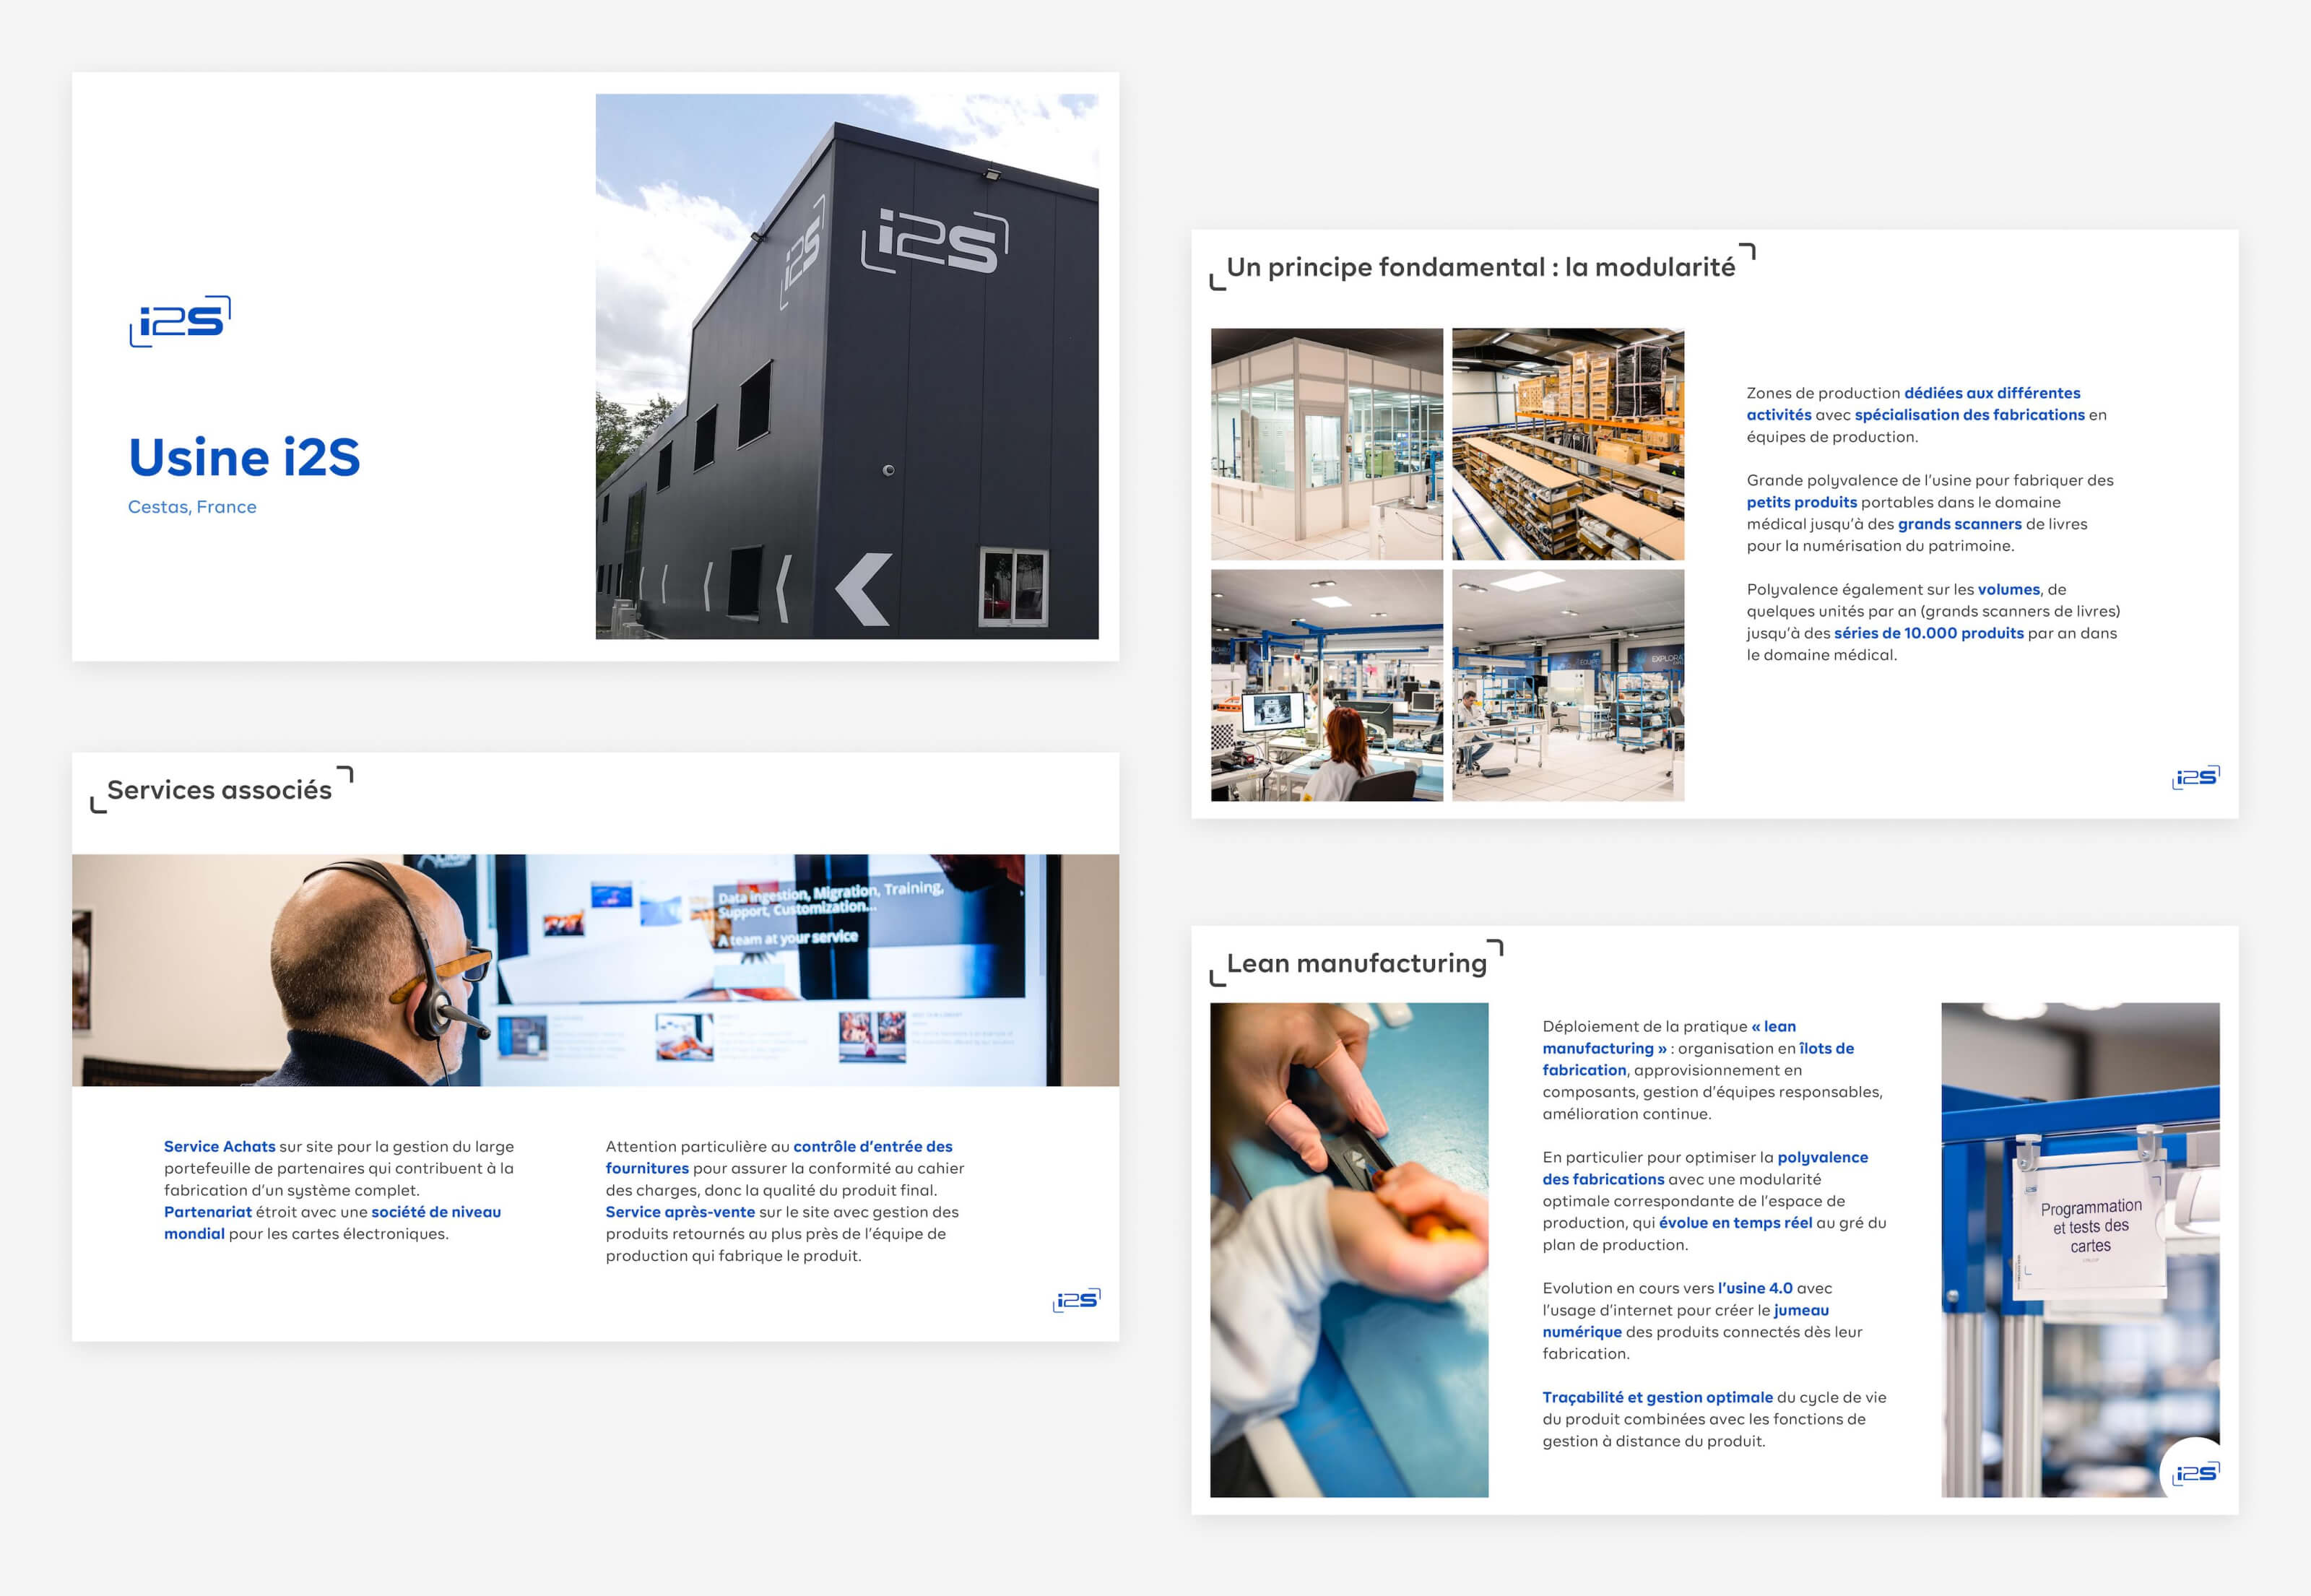 i2S
Usine i2S
Cestas, France
i2S
i2S
Services associés
Data ingestion, Migration, Training,
Support, Customization...
A team at your service
Service Achats sur site pour la gestion du large
portefeuille de partenaires qui contribuent à la
fabrication d’un système complet.
Partenariat étroit avec une société de niveau
mondial pour les cartes électroniques.
Attention particulière au contrôle d’entrée des
fournitures pour assurer la conformité au cahier
des charges, donc la qualité du produit final.
Service après-vente sur le site avec gestion des
produits retournés au plus près de l’équipe de
production qui fabrique le produit.
i2S
Un principe fondamental : la modularité
Zones de production dédiées aux différentes
activités avec spécialisation des fabrications en
équipes de production.
Grande polyvalence de l’usine pour fabriquer des
petits produits portables dans le domaine
médical jusqu’à des grands scanners de livres
pour la numérisation du patrimoine.
Polyvalence également sur les volumes, de
quelques unités par an (grands scanners de livres)
jusqu’à des séries de 10.000 produits par an dans
le domaine médical.
i2S
Lean manufacturing
Déploiement de la pratique « lean
manufacturing » : organisation en îlots de
fabrication, approvisionnement en
composants, gestion d’équipes responsables,
amélioration continue.
En particulier pour optimiser la polyvalence
des fabrications avec une modularité
optimale correspondante de l’espace de
production, qui évolue en temps réel au gré du
plan de production.
Evolution en cours vers l’usine 4.0 avec
l’usage d’internet pour créer le jumeau
numérique des produits connectés dès leur
fabrication.
Traçabilité et gestion optimale du cycle de vie
du produit combinées avec les fonctions de
gestion à distance du produit.
Programmation
et tests des
cartes
i2S